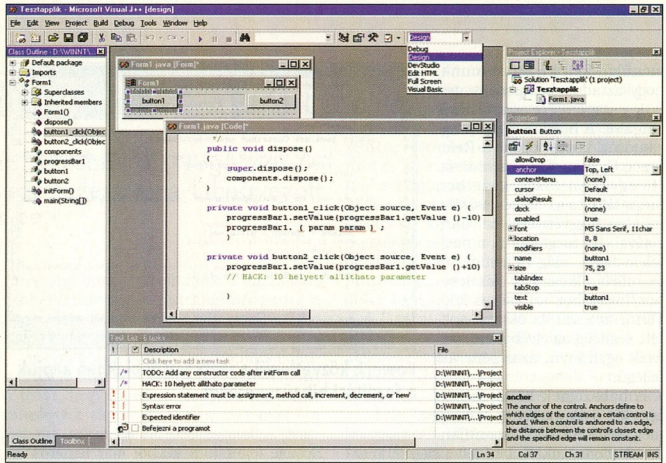 Tesztapplik - Microsoft Visual J++ [design]
File Edit View Project Build Debug Tools Window Help
Design
Debug
Design
DevStudio
Edit HTML
Full Screen
Visual Basic
Class Outline - D:\WINNT\...
Default package
Imports
Form1
Superclasses
Inherited members
Form1()
dispose()
button1_click(Objec
button2_click(Objec
components
progressBar1
button1
button2
initForm()
main(String[])
Class Outline Toolbox
Form1.java [Form]*
Form1
button1
button2
Form1.java [Code]*
*/
public void dispose()
{
super.dispose();
components.dispose();
}
private void button1_click(Object source, Event e) {
progressBar1.setValue(progressBar1.getValue ()-10)
progressBar1. { param param } ;
}
private void button2_click(Object source, Event e) {
progressBar1.setValue(progressBar1.getValue ()+10)
// HACK: 10 helyett allithato parameter
}
Project Explorer - Tesztapplik
Solution 'Tesztapplik' (1 project)
Tesztapplik
Form1.java
Properties
button1 Button
allowDrop false
anchor Top, Left
contextMenu (none)
cursor Default
dialogResult None
dock (none)
enabled true
font MS Sans Serif, 11char
location 8, 8
modifiers (none)
name button1
size 75, 23
tabIndex 1
tabStop true
text button1
visible true
anchor
The anchor of the control. Anchors define to
which edges of the container a certain control is
bound. When a control is anchored to an edge,
the distance between the control's closest edge
and the specified edge will remain constant.
Task List - 6 tasks
! Description File
Click here to add a new task
TODO: Add any constructor code after initForm call D:\WINNT\...\Project
HACK: 10 helyett allithato parameter D:\WINNT\...\Project
! Expression statement must be assignment, method call, increment, decrement, or 'new' D:\WINNT\...\Project
! Syntax error D:\WINNT\...\Project
! Expected identifier D:\WINNT\...\Project
Befejezni a programot
Ready Ln 34 Col 37 Ch 31 STREAM INS